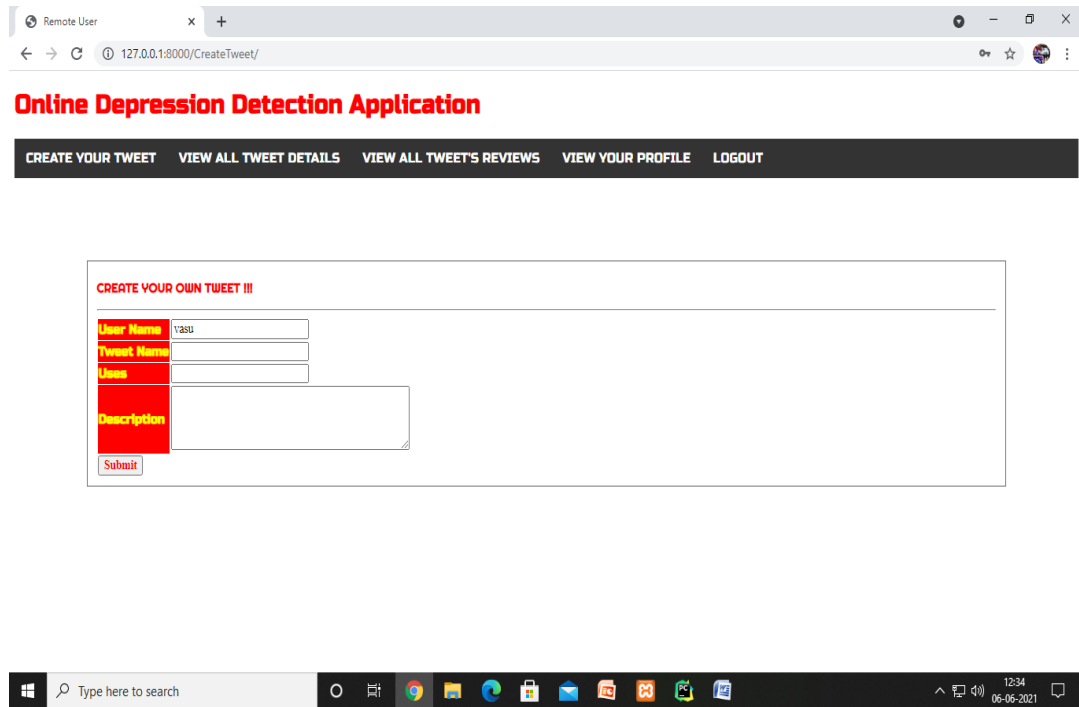 Remote User
127.0.0.1:8000/CreateTweet/
Online Depression Detection Application
CREATE YOUR TWEET VIEW ALL TWEET DETAILS VIEW ALL TWEET'S REVIEWS VIEW YOUR PROFILE LOGOUT
CREATE YOUR OWN TWEET !!!
User Name vasu
Tweet Name
Uses
Description
Submit
Type here to search
12:34
06-06-2021